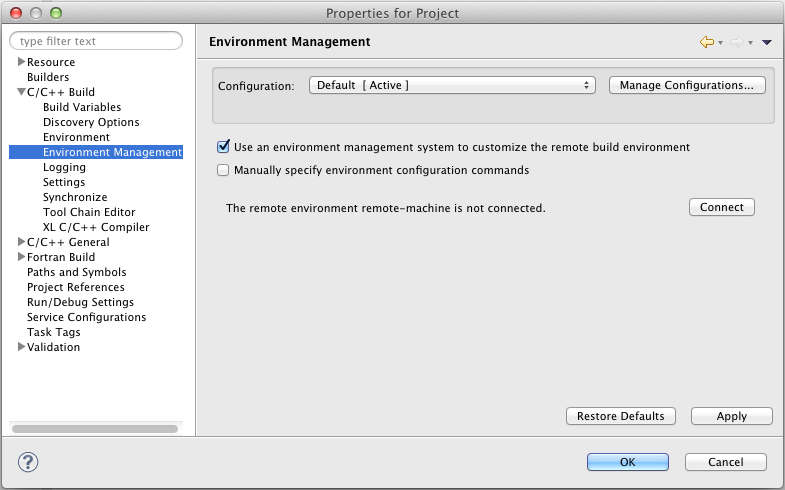 Properties for Project
type filter text
Resource
Builders
C/C++ Build
Build Variables
Discovery Options
Environment
Environment Management
Logging
Settings
Synchronize
Tool Chain Editor
XL C/C++ Compiler
C/C++ General
Fortran Build
Paths and Symbols
Project References
Run/Debug Settings
Service Configurations
Task Tags
Validation
Environment Management
Configuration: Default [ Active ] Manage Configurations...
Use an environment management system to customize the remote build environment
Manually specify environment configuration commands
The remote environment remote-machine is not connected. Connect
Restore Defaults Apply
? OK Cancel